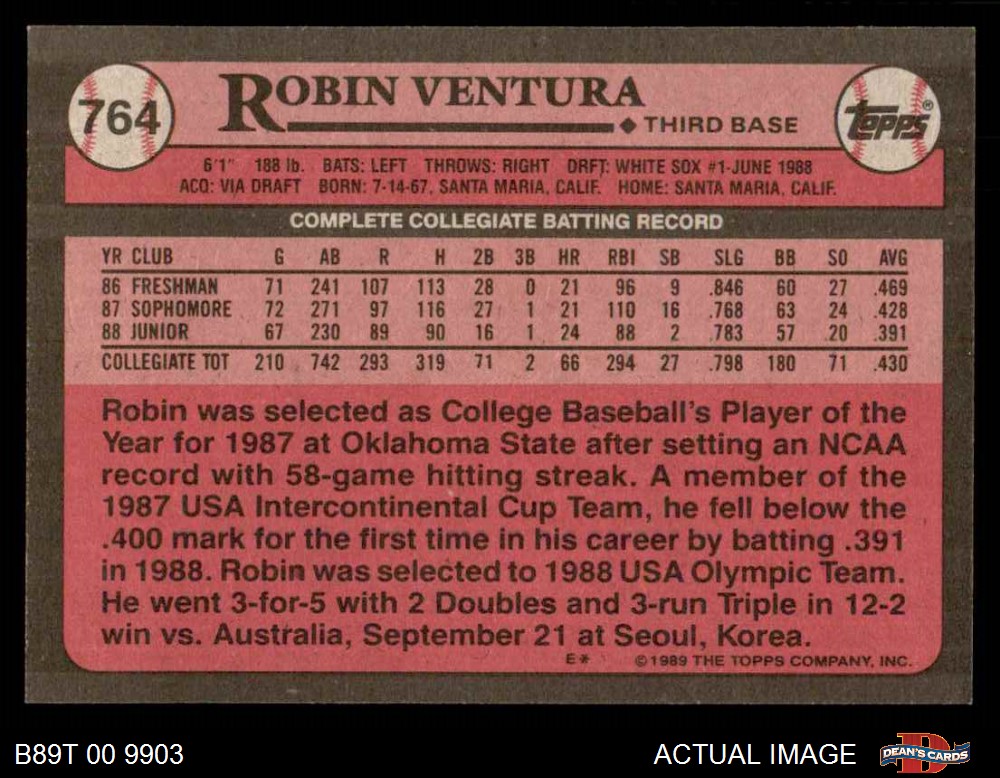 764
ROBIN VENTURA
THIRD BASE
Topps®
6'1" 188 lb. BATS: LEFT THROWS: RIGHT DRFT: WHITE SOX #1-JUNE 1988
ACQ: VIA DRAFT BORN: 7-14-67, SANTA MARIA, CALIF. HOME: SANTA MARIA, CALIF.
COMPLETE COLLEGIATE BATTING RECORD
YR CLUB G AB R H 2B 3B HR RBI SB SLG BB SO AVG
86 FRESHMAN 71 241 107 113 28 0 21 96 9 .846 60 27 .469
87 SOPHOMORE 72 271 97 116 27 1 21 110 16 .768 63 24 .428
88 JUNIOR 67 230 89 90 16 1 24 88 2 .783 57 20 .391
COLLEGIATE TOT 210 742 293 319 71 2 66 294 27 .798 180 71 .430
Robin was selected as College Baseball's Player of the
Year for 1987 at Oklahoma State after setting an NCAA
record with 58-game hitting streak. A member of the
1987 USA Intercontinental Cup Team, he fell below the
.400 mark for the first time in his career by batting .391
in 1988. Robin was selected to 1988 USA Olympic Team.
He went 3-for-5 with 2 Doubles and 3-run Triple in 12-2
win vs. Australia, September 21 at Seoul, Korea.
E* ©1989 THE TOPPS COMPANY, INC.
B89T 00 9903
ACTUAL IMAGE
D
DEAN'S CARDS